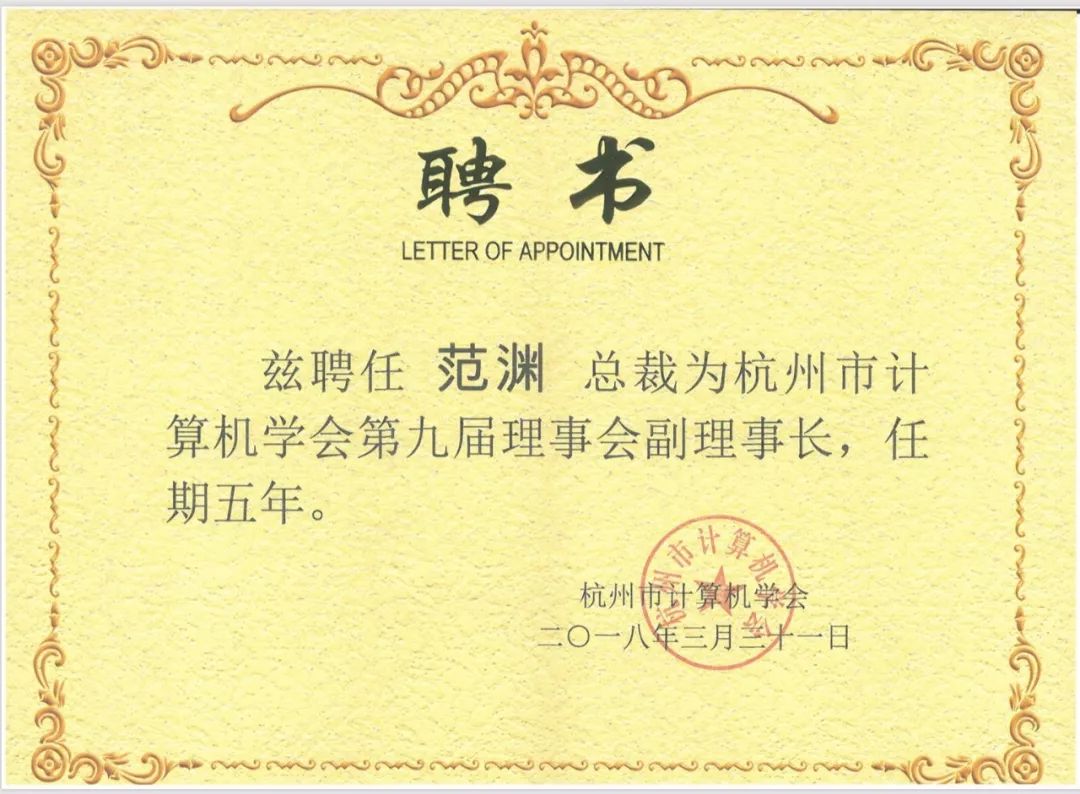 聘书
LETTER OF APPOINTMENT
兹聘任 范渊 总裁为杭州市计
算机学会第九届理事会副理事长，任
期五年。
杭州市计算机学会
杭州市计算机学会
二〇一八年三月三十一日